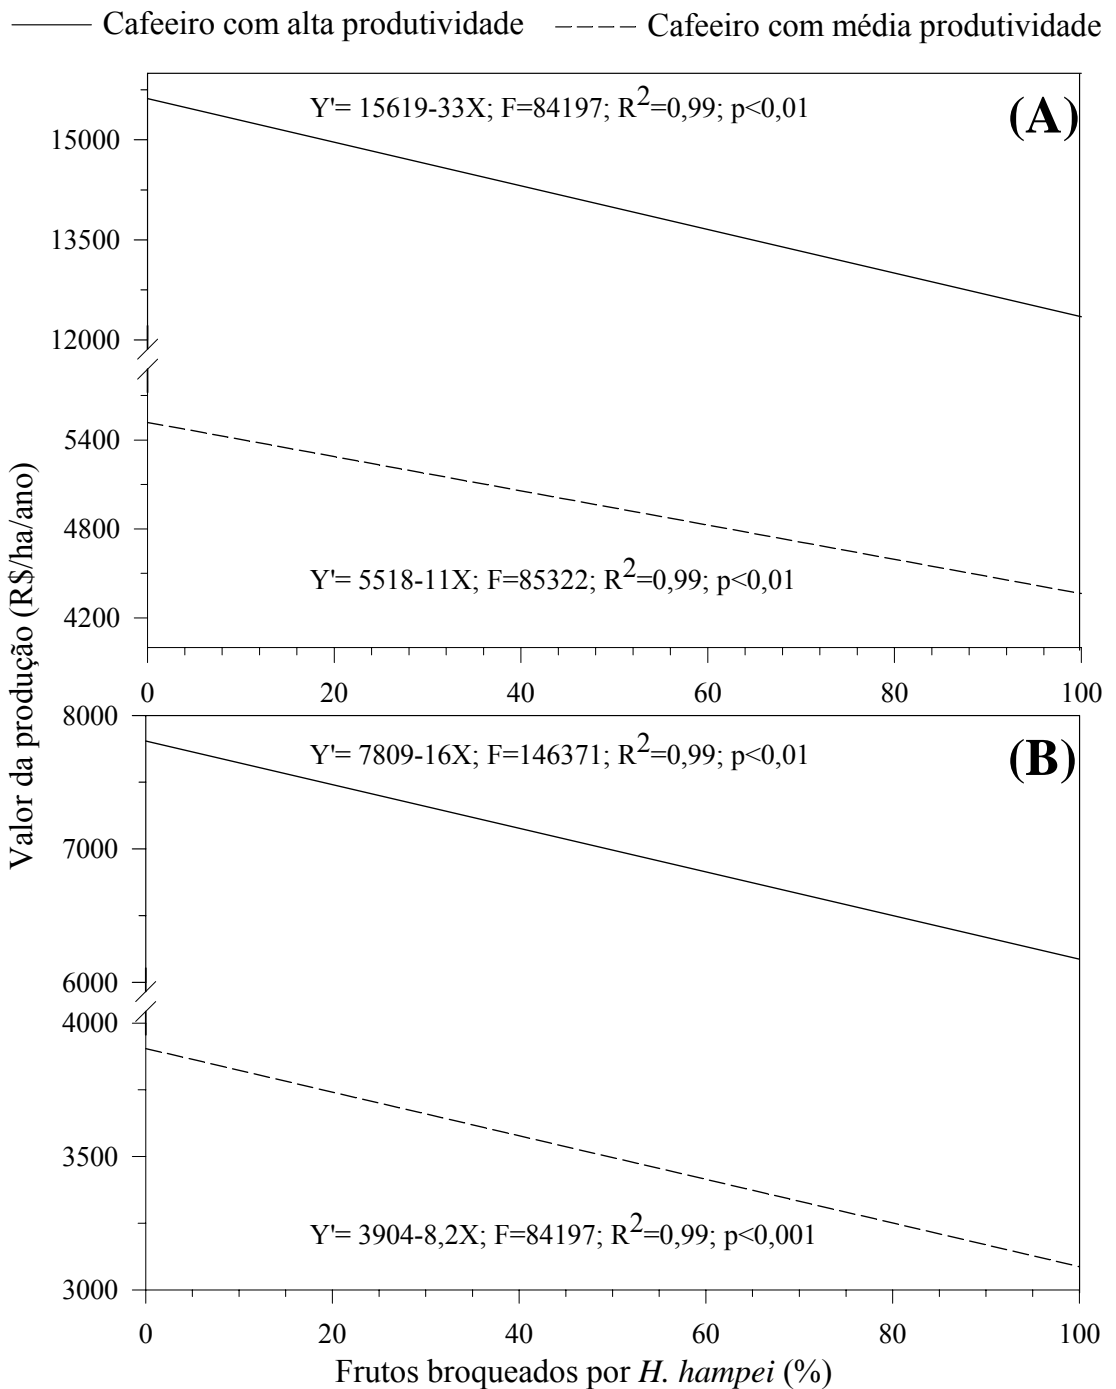 Cafeeiro com alta produtividade Cafeeiro com média produtividade
Y'= 15619-33X; F=84197; R2=0,99; p<0,01
(A)
15000
13500
12000
5400
4800
Y'= 5518-11X; F=85322; R2=0,99; p<0,01
4200
0 20 40 60 80 100
Valor da produção (R$/ha/ano)
8000
Y'= 7809-16X; F=146371; R2=0,99; p<0,01
(B)
7000
6000
4000
3500
Y'= 3904-8,2X; F=84197; R2=0,99; p<0,001
3000
0 20 40 60 80 100
Frutos broqueados por H. hampei (%)